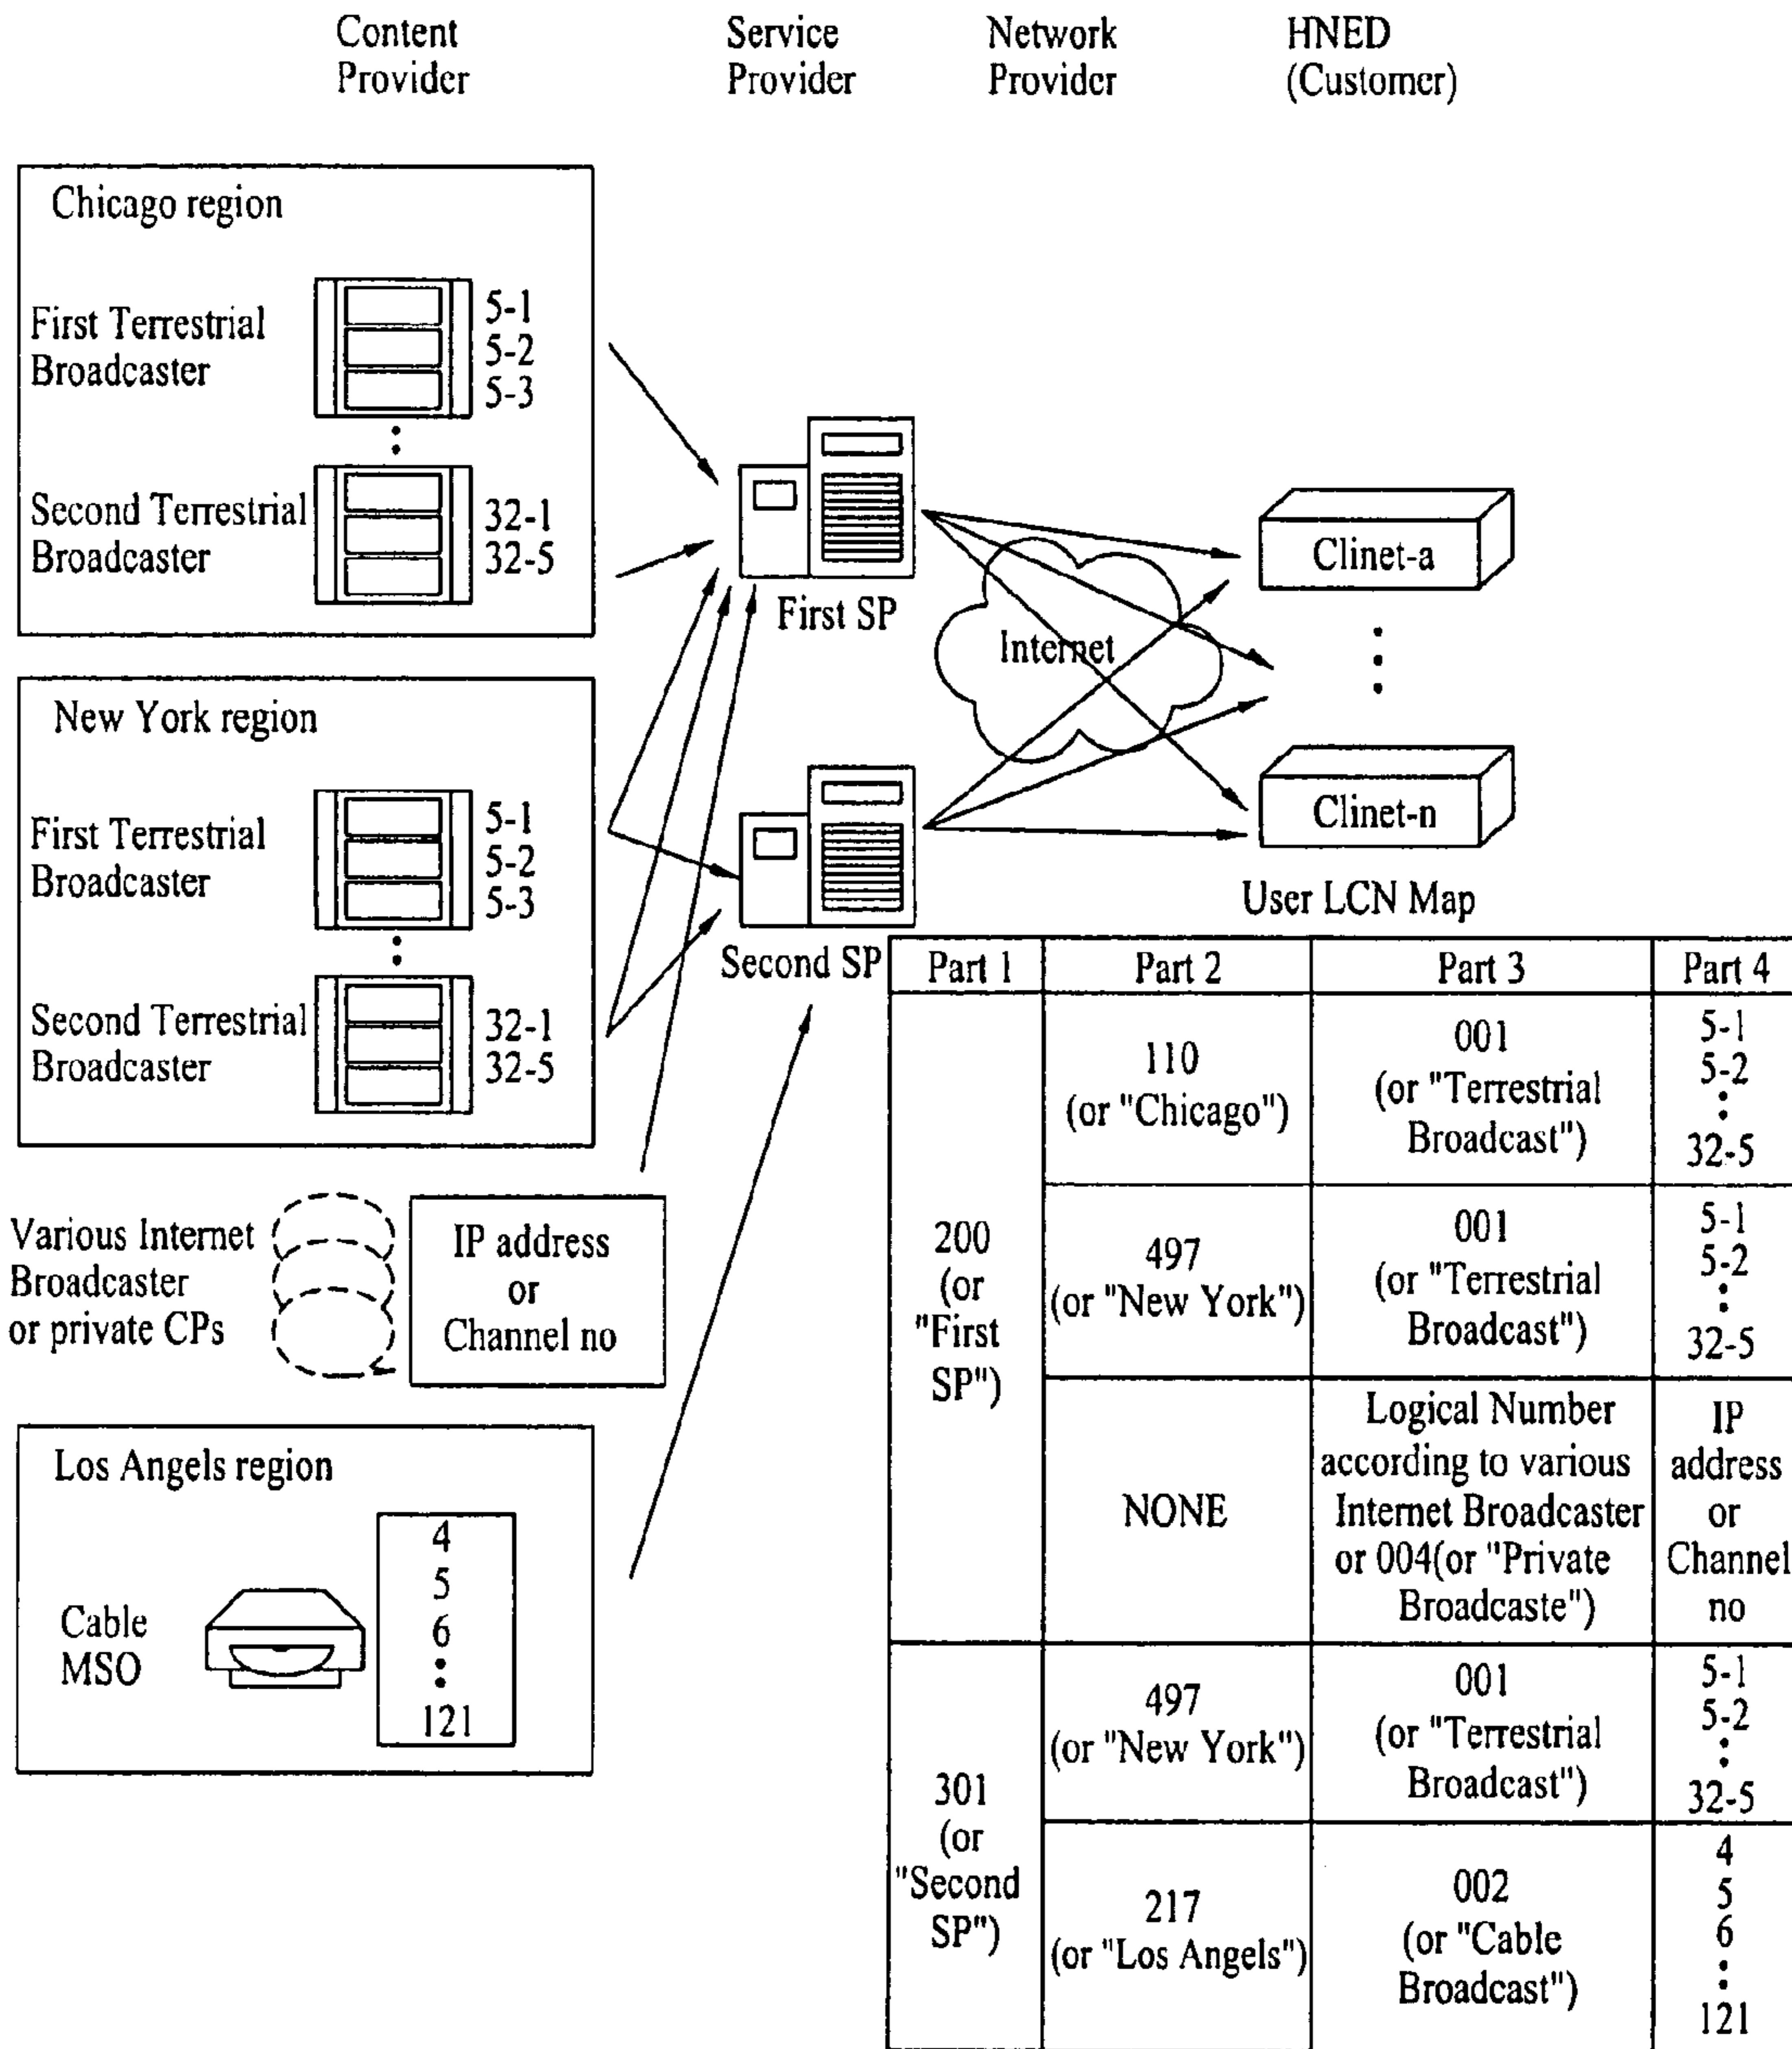 Content
Provider
Service
Provider
Network
Provider
HNED
(Customer)
Chicago region
First Terrestrial
Broadcaster
5-1
5-2
5-3
Second Terrestrial
Broadcaster
32-1
32-5
New York region
First Terrestrial
Broadcaster
5-1
5-2
5-3
Second Terrestrial
Broadcaster
32-1
32-5
Various Internet
Broadcaster
or private CPs
IP address
or
Channel no
Los Angels region
Cable
MSO
4
5
6
121
First SP
Second SP
Internet
Clinet-a
Clinet-n
User LCN Map
Part 1
Part 2
Part 3
Part 4
200
(or
"First
SP")
110
(or "Chicago")
001
(or "Terrestrial
Broadcast")
5-1
5-2
32-5
497
(or "New York")
001
(or "Terrestrial
Broadcast")
5-1
5-2
32-5
NONE
Logical Number
according to various
Internet Broadcaster
or 004(or "Private
Broadcaste")
IP
address
or
Channel
no
301
(or
"Second
SP")
497
(or "New York")
001
(or "Terrestrial
Broadcast")
5-1
5-2
32-5
217
(or "Los Angels")
002
(or "Cable
Broadcast")
4
5
6
121